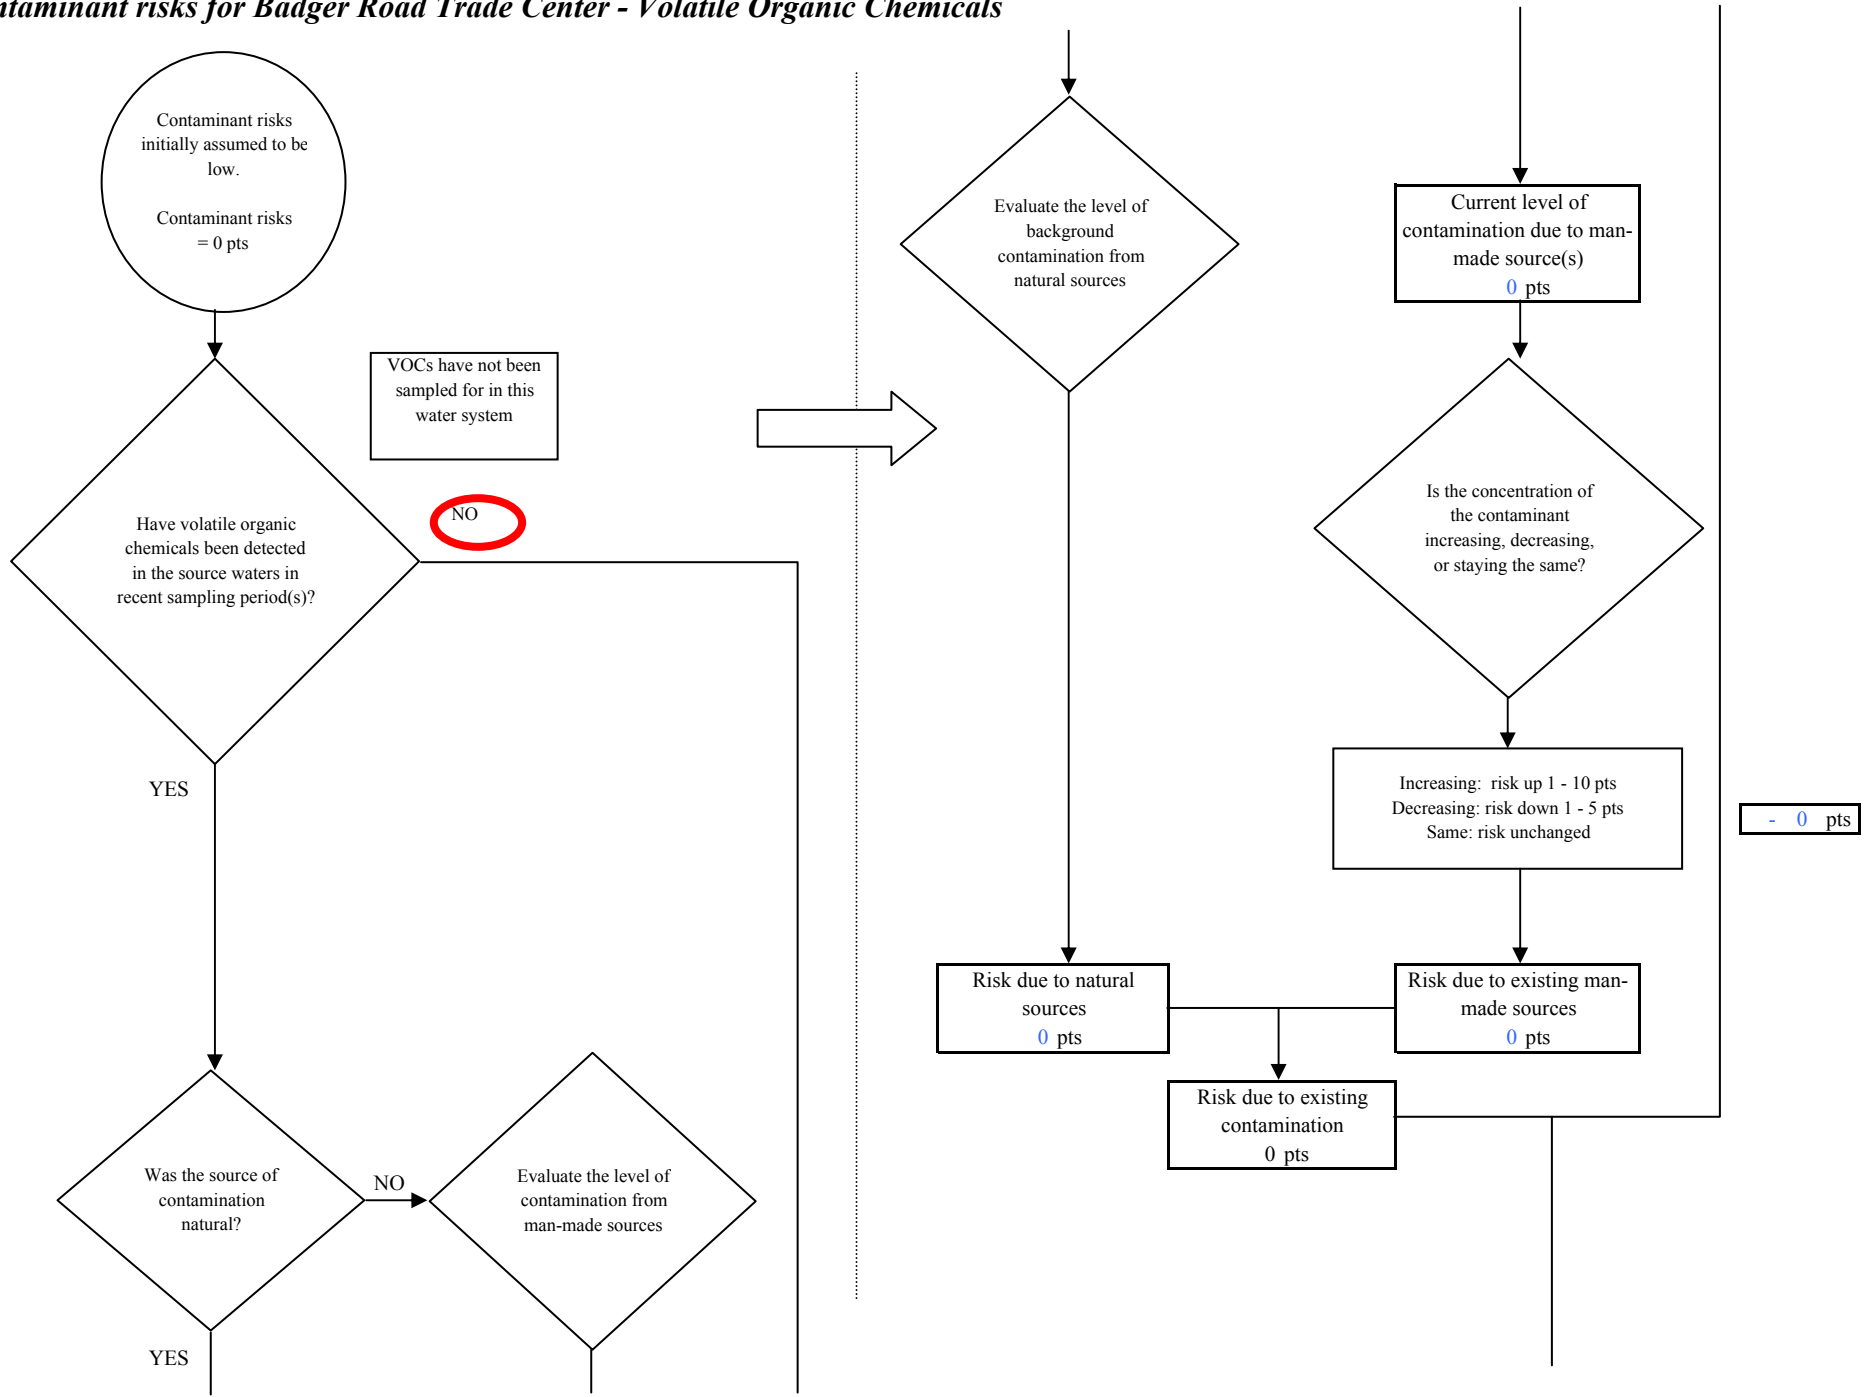 ntaminant risks for Badger Road Trade Center - Volatile Organic Chemicals
Contaminant risks
initially assumed to be
low.
Contaminant risks
= 0 pts
VOCs have not been
sampled for in this
water system
NO
Have volatile organic
chemicals been detected
in the source waters in
recent sampling period(s)?
YES
Was the source of
contamination
natural?
NO
Evaluate the level of
contamination from
man-made sources
YES
Evaluate the level of
background
contamination from
natural sources
Current level of
contamination due to man-
made source(s)
0 pts
Is the concentration of
the contaminant
increasing, decreasing,
or staying the same?
Increasing: risk up 1 - 10 pts
Decreasing: risk down 1 - 5 pts
Same: risk unchanged
- 0 pts
Risk due to natural
sources
0 pts
Risk due to existing man-
made sources
0 pts
Risk due to existing
contamination
0 pts